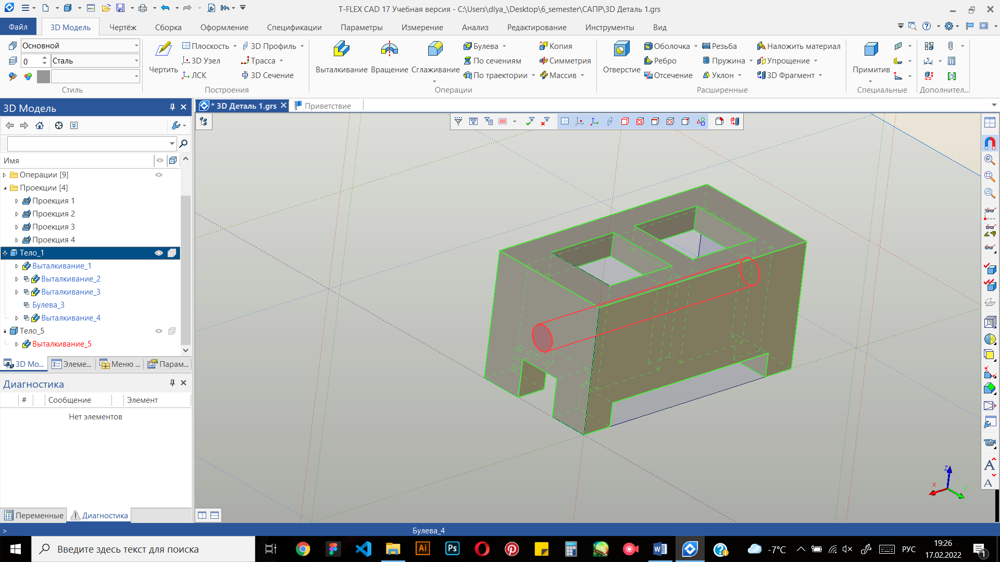 T-FLEX CAD 17 Учебная версия - C:\Users\dlya_\Desktop\6_semester\САПР\3D Деталь 1.grs
Файл
3D Модель
Чертёж
Сборка
Оформление
Спецификации
Параметры
Измерение
Анализ
Редактирование
Инструменты
Вид
Основной
0
Сталь
Стиль
Чертить
Плоскость
3D Узел
ЛСК
3D Профиль
Трасса
3D Сечение
Построения
Выталкивание
Вращение
Сглаживание
Булева
По сечениям
По траектории
Копия
Симметрия
Массив
Операции
Отверстие
Оболочка
Ребро
Отсечение
Резьба
Пружина
Уклон
Наложить материал
Упрощение
3D Фрагмент
Расширенные
Примитив
Специальные
Дополнител...
3D Модель
* 3D Деталь 1.grs
Приветствие
Имя
Операции [9]
Проекции [4]
Проекция 1
Проекция 2
Проекция 3
Проекция 4
Тело_1
Выталкивание_1
Выталкивание_2
Выталкивание_3
Булева_3
Выталкивание_4
Тело_5
Выталкивание_5
3D Мо...
Элеме...
Меню ...
Парам...
Диагностика
#
Сообщение
Элемент
Нет элементов
Переменные
Диагностика
Z
X
Y
>
Булева_4
Введите здесь текст для поиска
Ai
Ps
-7°C
РУС
19:26
17.02.2022
1